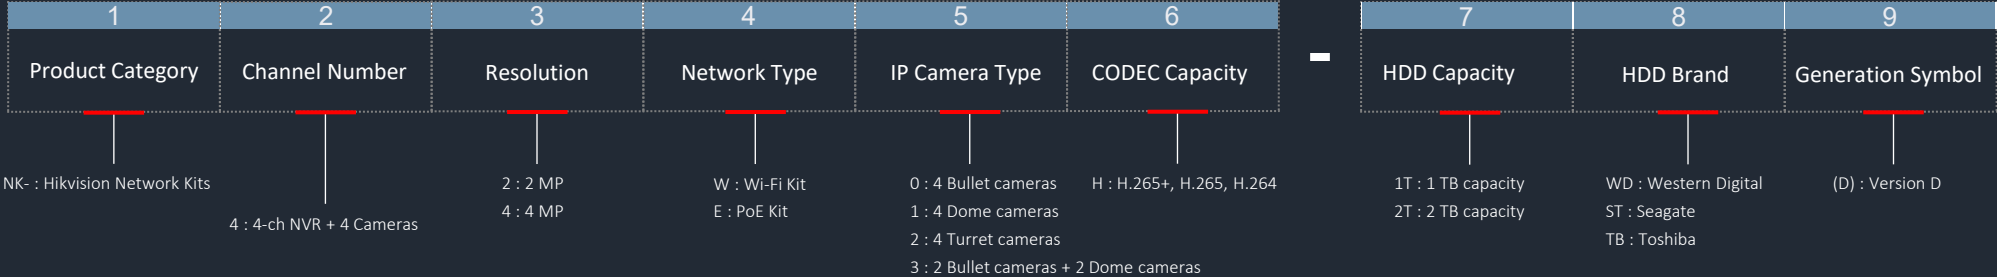 1 2 3 4 5 6 7 8 9
Product Category Channel Number Resolution Network Type IP Camera Type CODEC Capacity - HDD Capacity HDD Brand Generation Symbol
NK- : Hikvision Network Kits
4 : 4-ch NVR + 4 Cameras
2 : 2 MP
4 : 4 MP
W : Wi-Fi Kit
E : PoE Kit
0 : 4 Bullet cameras
1 : 4 Dome cameras
2 : 4 Turret cameras
3 : 2 Bullet cameras + 2 Dome cameras
H : H.265+, H.265, H.264
1T : 1 TB capacity
2T : 2 TB capacity
WD : Western Digital
ST : Seagate
TB : Toshiba
(D) : Version D